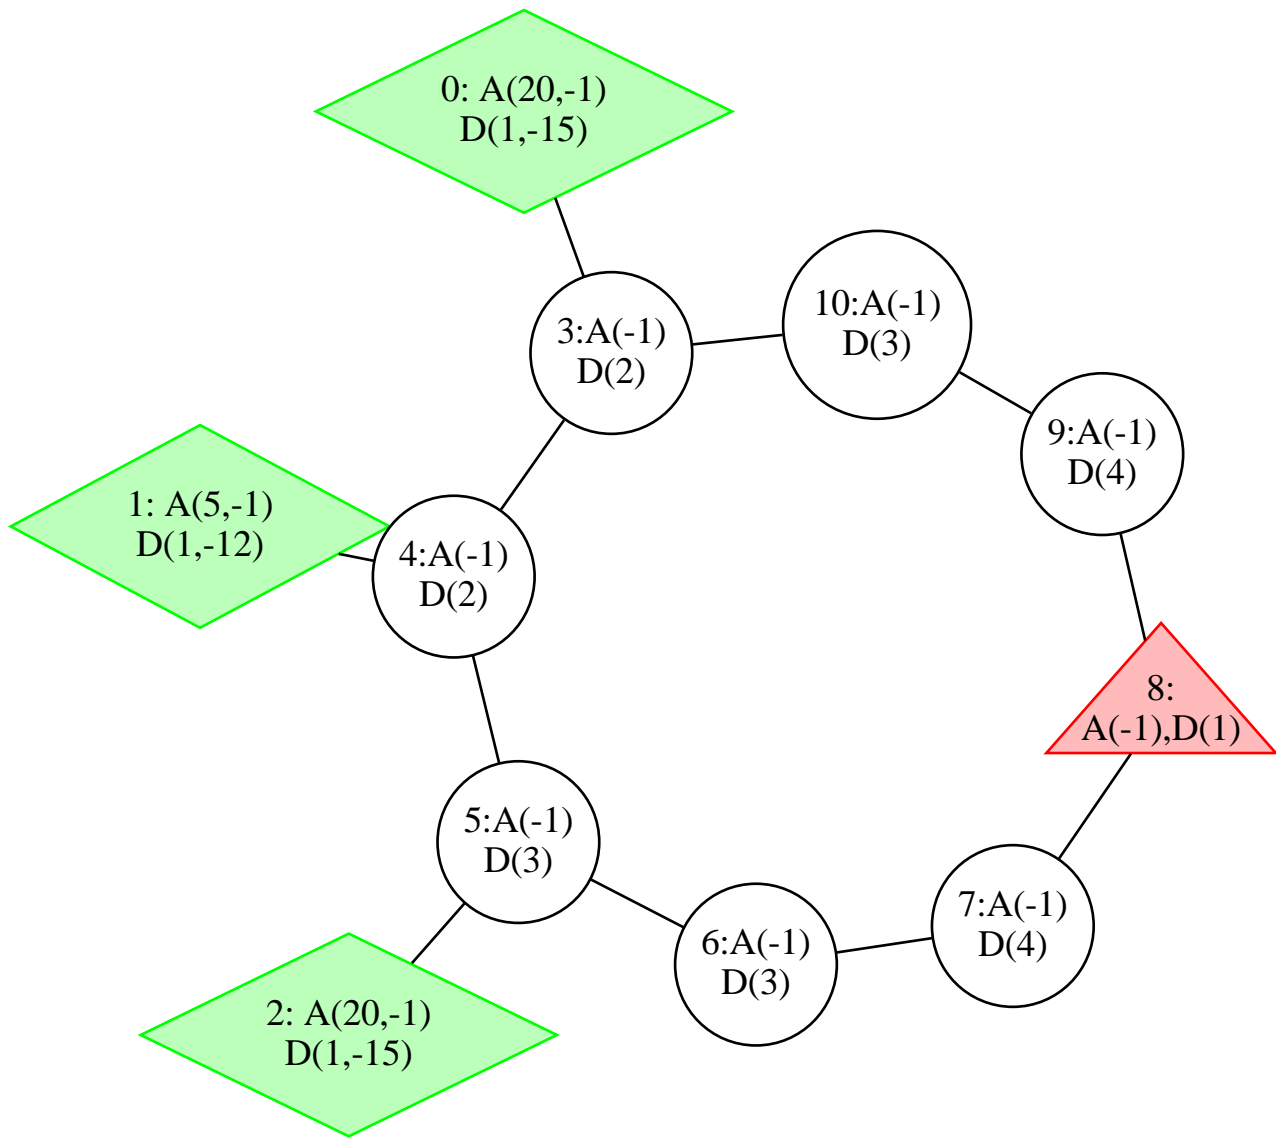 0: A(20,-1)
D(1,-15)
10:A(-1)
D(3)
3:A(-1)
D(2)
9:A(-1)
D(4)
1: A(5,-1)
D(1,-12)
4:A(-1)
D(2)
8:
A(-1),D(1)
5:A(-1)
D(3)
7:A(-1)
D(4)
6:A(-1)
D(3)
2: A(20,-1)
D(1,-15)